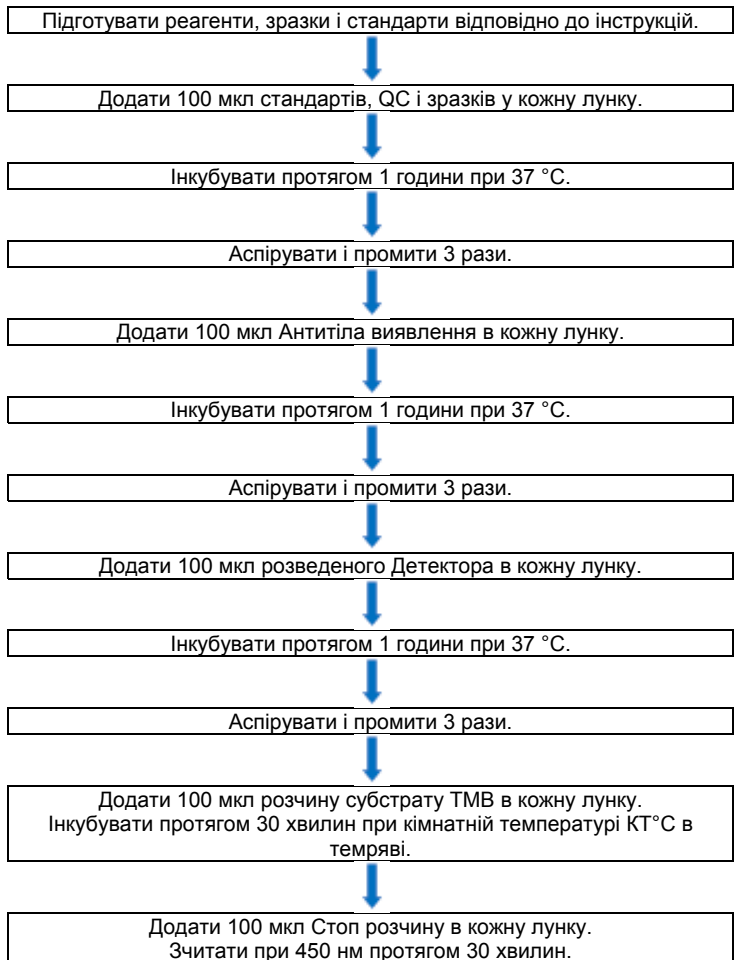 Підготувати реагенти, зразки і стандарти відповідно до інструкцій.
Додати 100 мкл стандартів, QC і зразків у кожну лунку.
Інкубувати протягом 1 години при 37 °C.
Аспірувати і промити 3 рази.
Додати 100 мкл Антитіла виявлення в кожну лунку.
Інкубувати протягом 1 години при 37 °C.
Аспірувати і промити 3 рази.
Додати 100 мкл розведеного Детектора в кожну лунку.
Інкубувати протягом 1 години при 37 °C.
Аспірувати і промити 3 рази.
Додати 100 мкл розчину субстрату ТМВ в кожну лунку.
Інкубувати протягом 30 хвилин при кімнатній температурі КТ°C в
темряві.
Додати 100 мкл Стоп розчину в кожну лунку.
Зчитати при 450 нм протягом 30 хвилин.